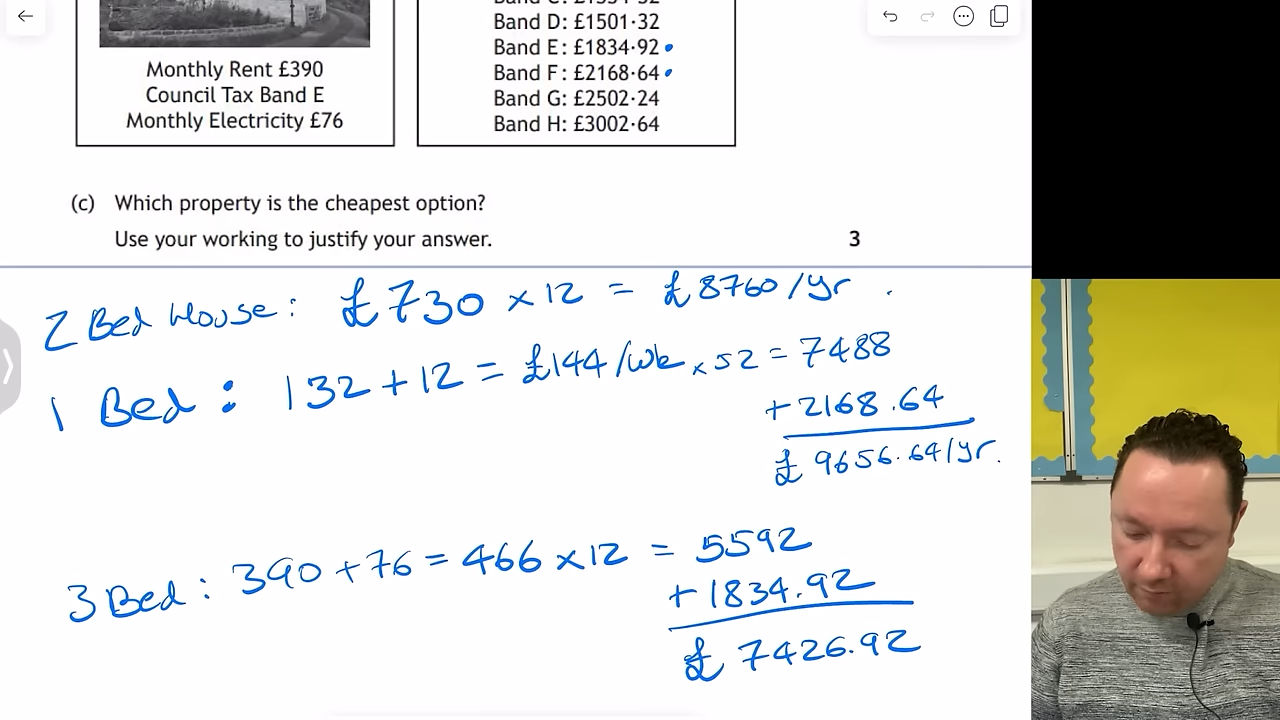 Monthly Rent £390
Council Tax Band E
Monthly Electricity £76
Band D: £1501·32
Band E: £1834·92
Band F: £2168·64
Band G: £2502·24
Band H: £3002·64
(c) Which property is the cheapest option?
Use your working to justify your answer.
3
2 Bed House: £730 × 12 = £8760/yr.
1 Bed: 132 + 12 = £144/wk × 52 = 7488
+ 2168.64
£ 9656.64/yr.
3 Bed: 390 + 76 = 466 × 12 = 5592
+ 1834.92
£ 7426.92